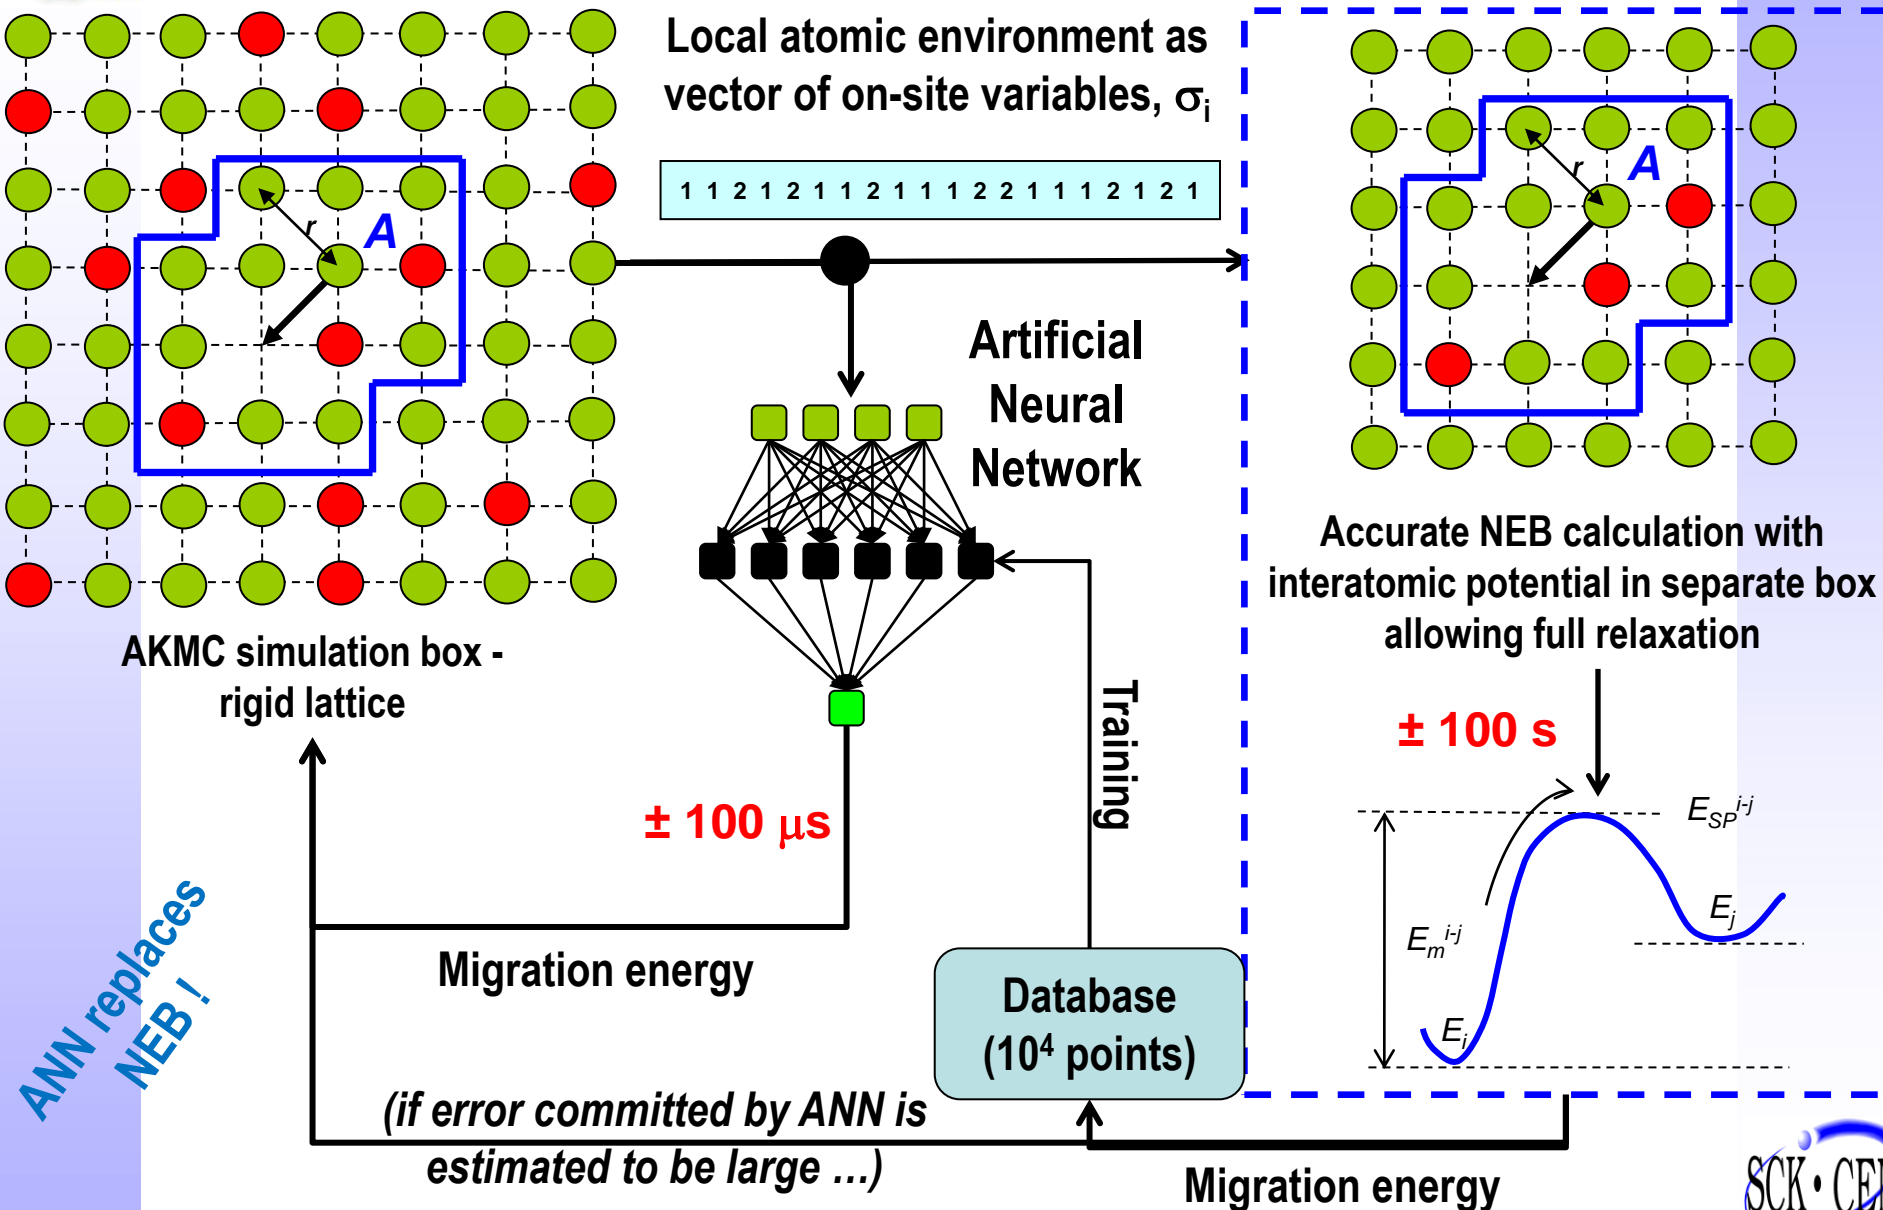 Local atomic environment as
vector of on-site variables, σi
1 1 2 1 2 1 1 2 1 1 1 2 2 1 1 1 2 1 2 1
r
A
r
A
Artificial
Neural
Network
AKMC simulation box -
rigid lattice
Accurate NEB calculation with
interatomic potential in separate box
allowing full relaxation
± 100 s
± 100 μs
Training
ESP i-j
Em i-j
Ej
Ei
ANN replaces
NEB !
Migration energy
Database
(10⁴ points)
(if error committed by ANN is
estimated to be large ...)
Migration energy
SCK•CEN